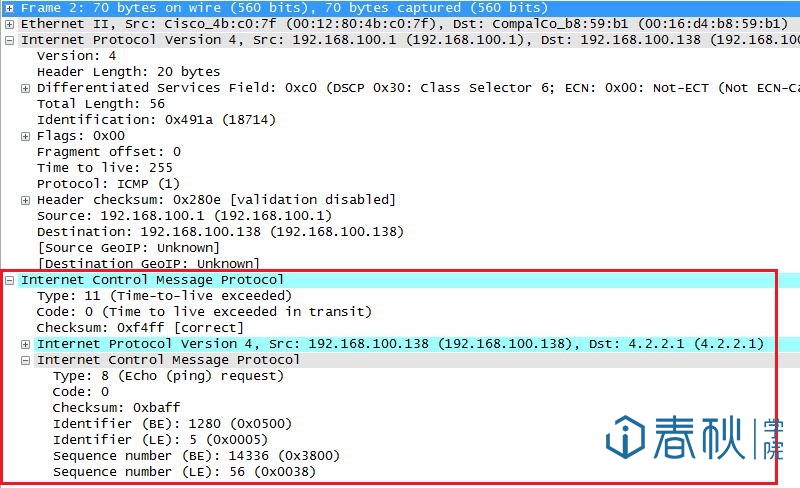 Frame 2: 70 bytes on wire (560 bits), 70 bytes captured (560 bits)
Ethernet II, Src: Cisco_4b:c0:7f (00:12:80:4b:c0:7f), Dst: CompalCo_b8:59:b1 (00:16:d4:b8:59:b1)
Internet Protocol Version 4, Src: 192.168.100.1 (192.168.100.1), Dst: 192.168.100.138 (192.168.100.138)
Version: 4
Header Length: 20 bytes
Differentiated Services Field: 0xc0 (DSCP 0x30: Class Selector 6; ECN: 0x00: Not-ECT (Not ECN-Ca
Total Length: 56
Identification: 0x491a (18714)
Flags: 0x00
Fragment offset: 0
Time to live: 255
Protocol: ICMP (1)
Header checksum: 0x280e [validation disabled]
Source: 192.168.100.1 (192.168.100.1)
Destination: 192.168.100.138 (192.168.100.138)
[Source GeoIP: Unknown]
[Destination GeoIP: Unknown]
Internet Control Message Protocol
Type: 11 (Time-to-live exceeded)
Code: 0 (Time to live exceeded in transit)
Checksum: 0xf4ff [correct]
Internet Protocol Version 4, Src: 192.168.100.138 (192.168.100.138), Dst: 4.2.2.1 (4.2.2.1)
Internet Control Message Protocol
Type: 8 (Echo (ping) request)
Code: 0
Checksum: 0xbaff
Identifier (BE): 1280 (0x0500)
Identifier (LE): 5 (0x0005)
Sequence number (BE): 14336 (0x3800)
Sequence number (LE): 56 (0x0038)
春秋学院